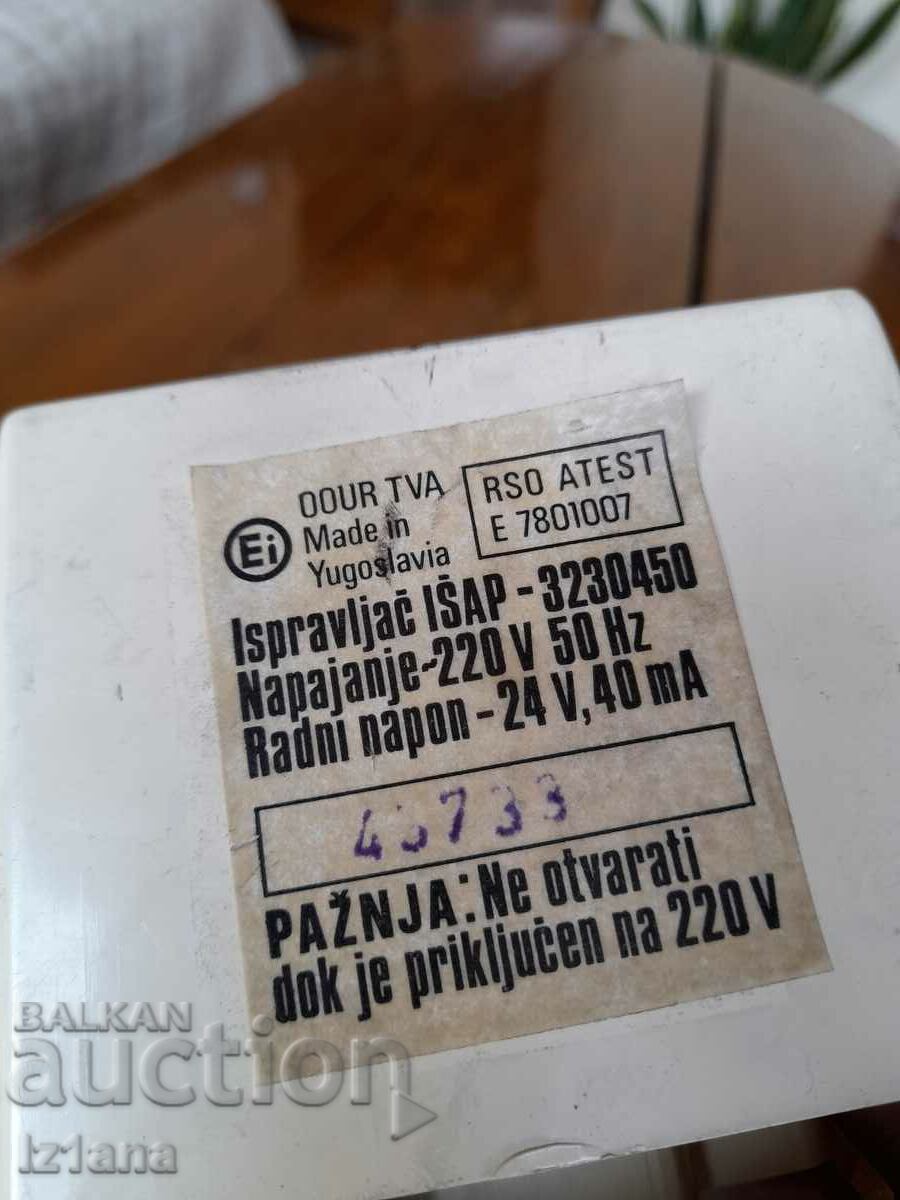 Ei
OOUR TVA
Made in
Yugoslavia
RSO ATEST
E 7801007
Ispravljač IŠAP - 3230450
Napajanje ~ 220 V 50 Hz
Radni napon - 24 V, 40 mA
PAŽNJA: Ne otvarati
dok je priključen na 220 V
BALKAN
auction
iz1ana